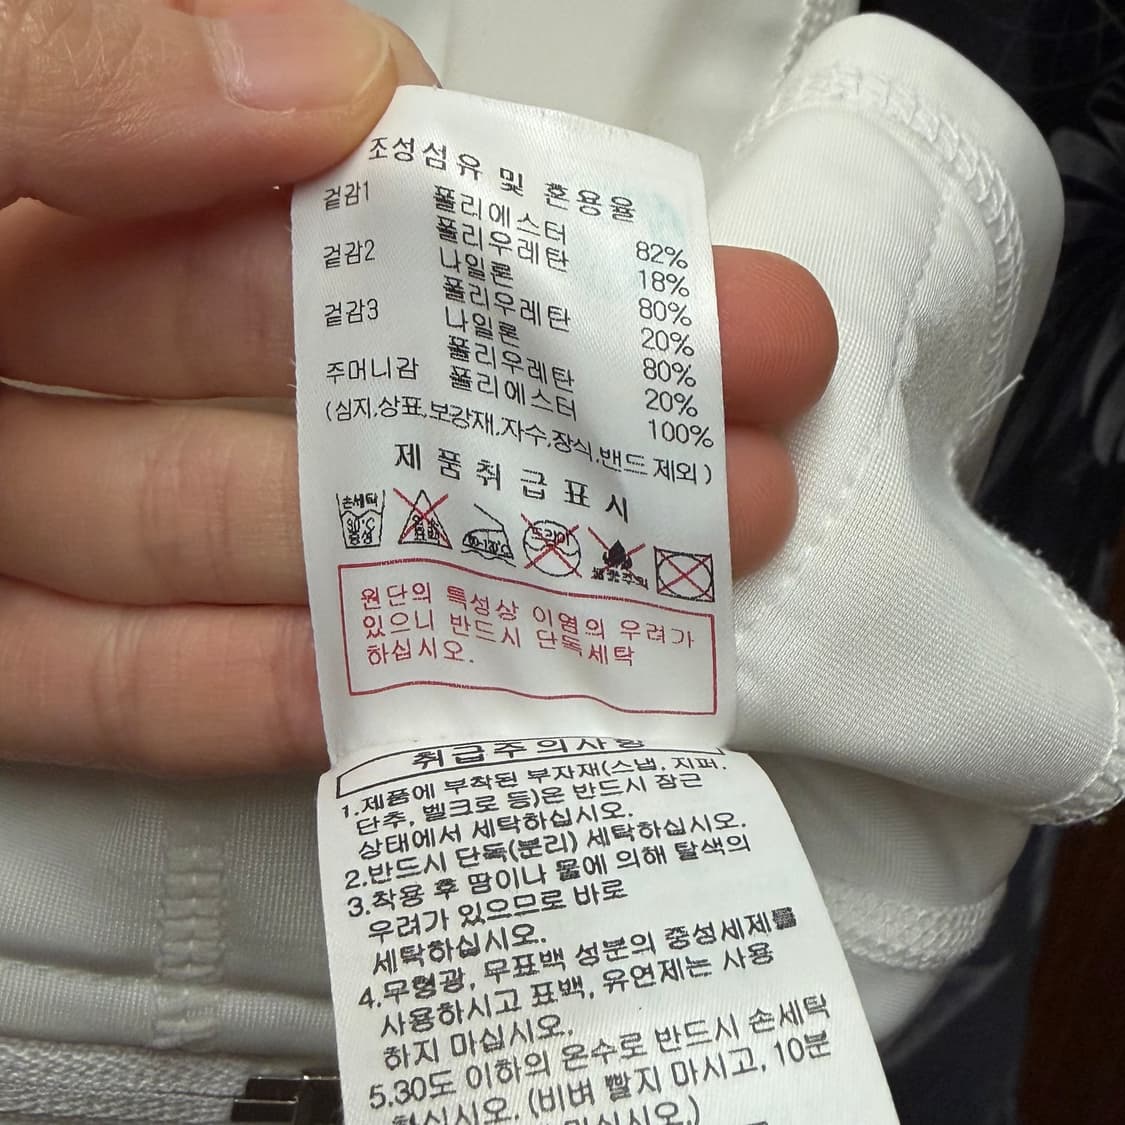 조성섬유 및 혼용율
겉감1 폴리에스터 82%
폴리우레탄 18%
겉감2 나일론 80%
폴리우레탄 20%
겉감3 나일론 80%
폴리우레탄 20%
주머니감 폴리에스터 100%
(심지,상표,보강재,자수,장식,밴드 제외)
제품취급표시
손세탁 30℃ 중성
드라이
원단의 특성상 이염의 우려가
있으니 반드시 단독세탁
하십시오.
취급주의사항
1.제품에 부착된 부자재(스냅, 지퍼,
단추, 벨크로 등)은 반드시 잠근
상태에서 세탁하십시오.
2.반드시 단독(분리) 세탁하십시오.
3.착용 후 땀이나 물에 의해 탈색의
우려가 있으므로 바로
세탁하십시오.
4.무형광, 무표백 성분의 중성세제를
사용하시고 표백, 유연제는 사용
하지 마십시오.
5.30도 이하의 온수로 반드시 손세탁
하십시오. (비벼 빨지 마시고, 10분
마십시오.)